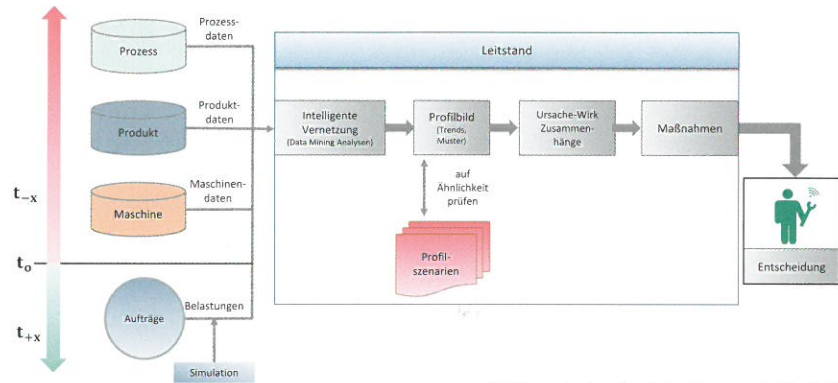 Prozess-
daten
Prozess
Leitstand
Produkt-
daten
Produkt
Intelligente
Vernetzung
(Data Mining Analysen)
Profilbild
(Trends,
Muster)
Ursache-Wirk
Zusammen-
hänge
Maßnahmen
Maschinen-
daten
Maschine
t-x
auf
Ähnlichkeit
prüfen
Profil-
szenarien
Entscheidung
to
Belastungen
Aufträge
t+x
Simulation